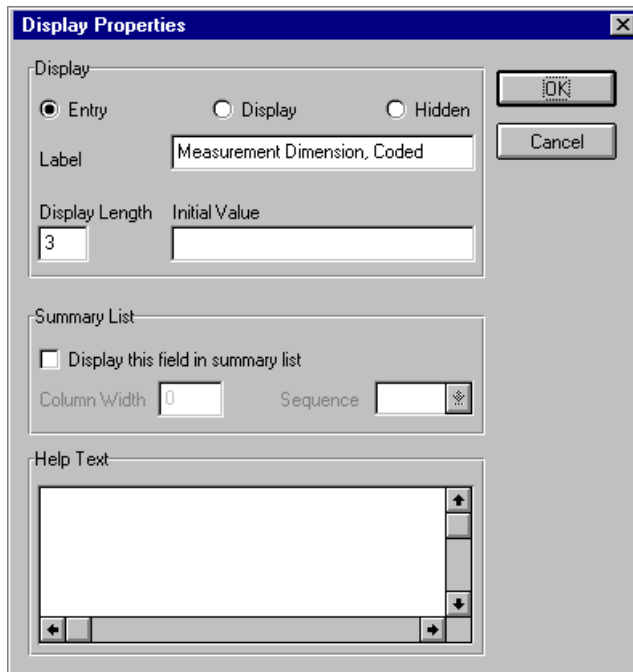 Display Properties
Display
Entry Display Hidden
OK
Label Measurement Dimension, Coded
Cancel
Display Length Initial Value
3
Summary List
Display this field in summary list
Column Width 0 Sequence
Help Text